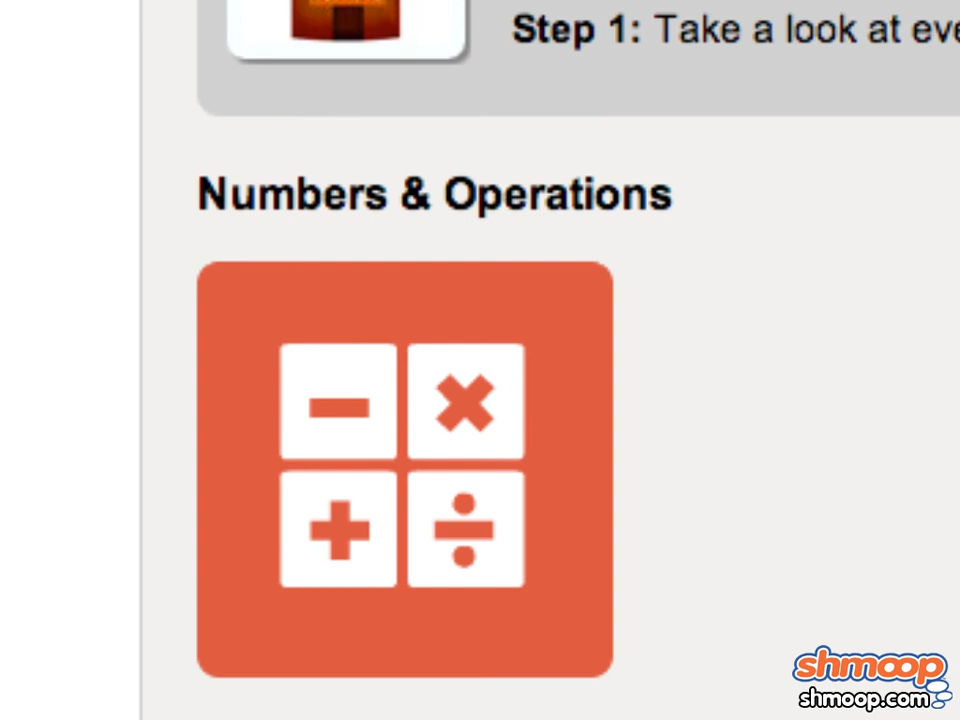 Step 1: Take a look at eve
Numbers & Operations
− ×
+ ÷
shmoop
shmoop.com